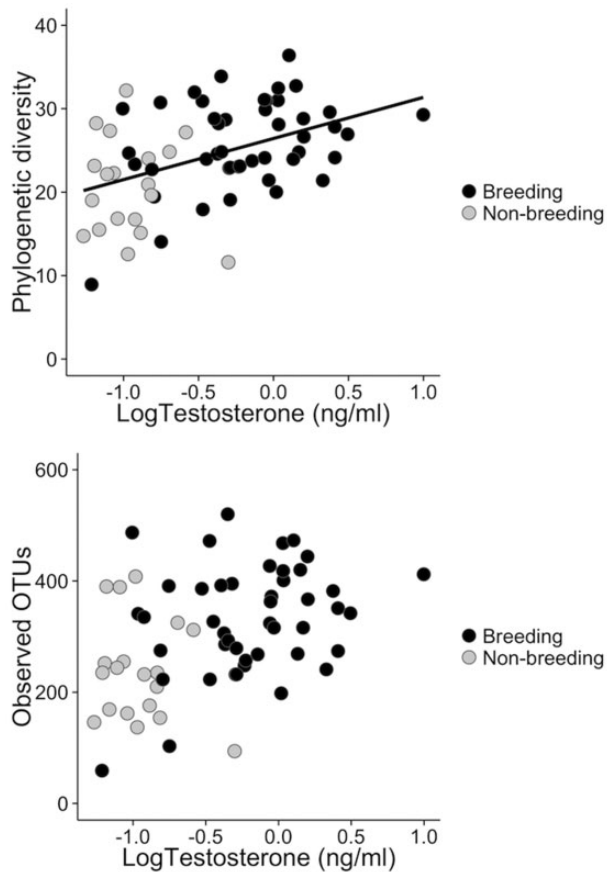 40
30
20
10
0
Phylogenetic diversity
-1.0 -0.5 0.0 0.5 1.0
LogTestosterone (ng/ml)
Breeding
Non-breeding
600
400
200
0
Observed OTUs
-1.0 -0.5 0.0 0.5 1.0
LogTestosterone (ng/ml)
Breeding
Non-breeding